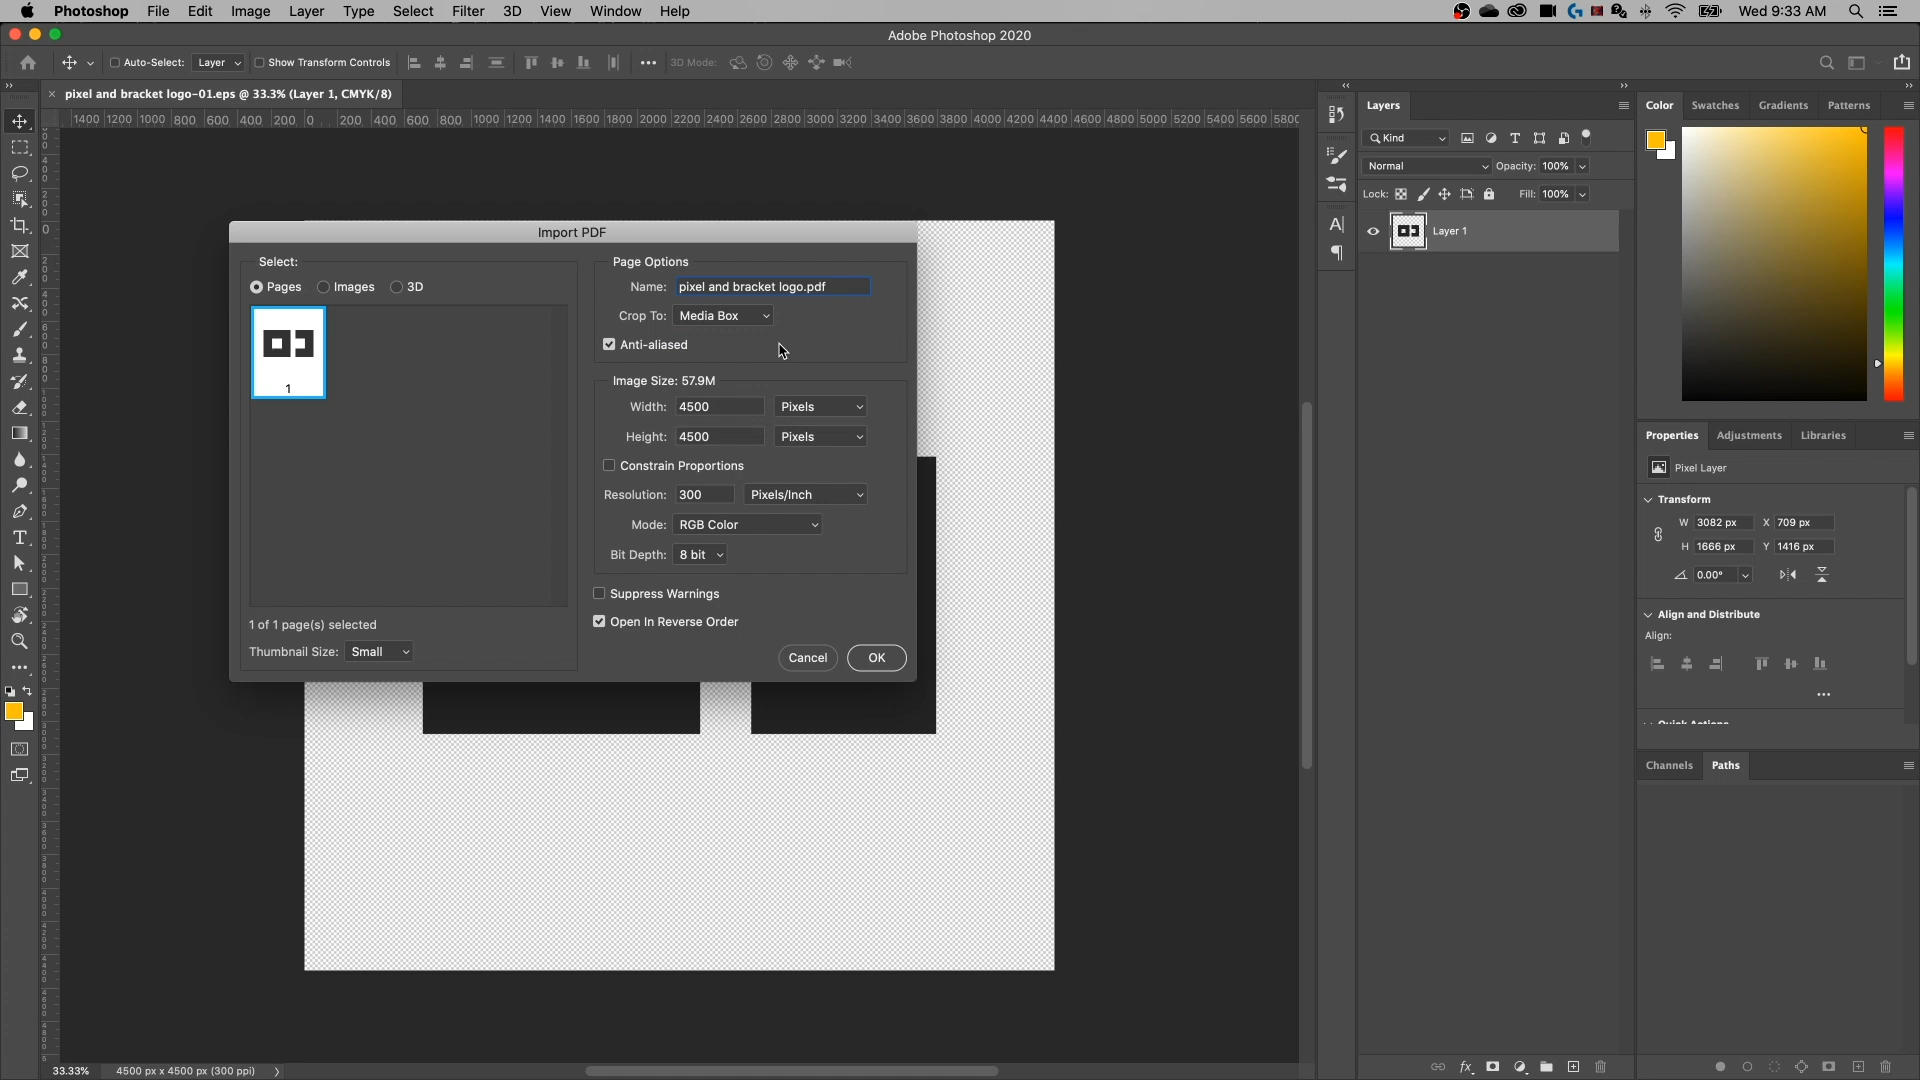 Photoshop File Edit Image Layer Type Select Filter 3D View Window Help Wed 9:33 AM
Adobe Photoshop 2020
Auto-Select: Layer Show Transform Controls 3D Mode:
pixel and bracket logo-01.eps @ 33.3% (Layer 1, CMYK/8)
1400 1200 1000 800 600 400 200 0 200 400 600 800 1000 1200 1400 1600 1800 2000 2200 2400 2600 2800 3000 3200 3400 3600 3800 4000 4200 4400 4600 4800 5000 5200 5400 5600 5800
Import PDF
Select:
Pages Images 3D
1
1 of 1 page(s) selected
Thumbnail Size: Small
Page Options
Name: pixel and bracket logo.pdf
Crop To: Media Box
Anti-aliased
Image Size: 57.9M
Width: 4500 Pixels
Height: 4500 Pixels
Constrain Proportions
Resolution: 300 Pixels/Inch
Mode: RGB Color
Bit Depth: 8 bit
Suppress Warnings
Open In Reverse Order
Cancel OK
Layers
Kind
Normal Opacity: 100%
Lock: Fill: 100%
Layer 1
Color Swatches Gradients Patterns
Properties Adjustments Libraries
Pixel Layer
Transform
W 3082 px X 709 px
H 1666 px Y 1416 px
0.00°
Align and Distribute
Align:
Quick Actions
Channels Paths
33.33% 4500 px x 4500 px (300 ppi)